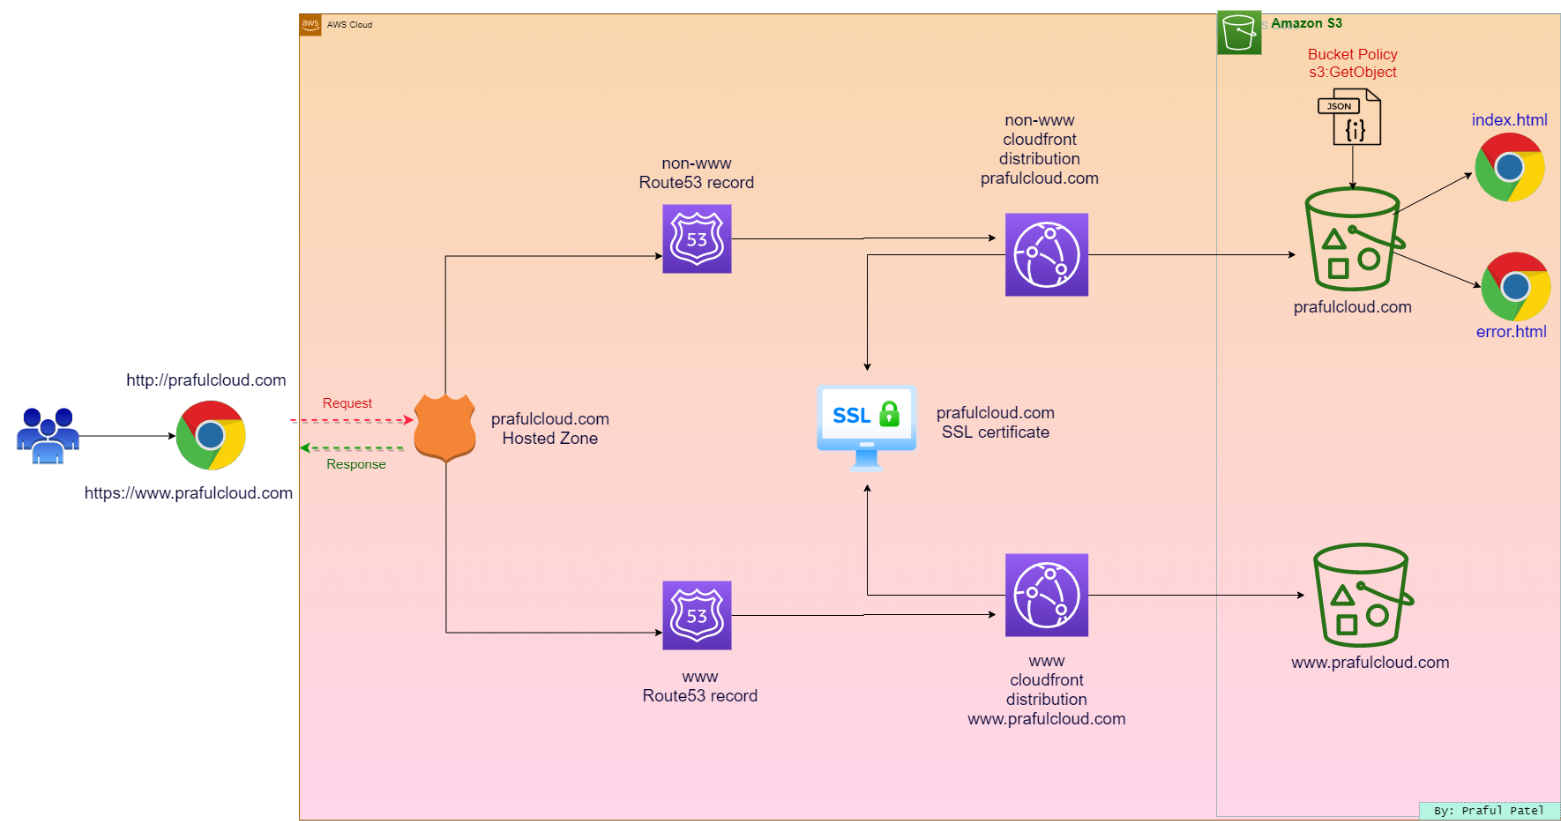 aws
AWS Cloud
Amazon S3
Bucket Policy
s3:GetObject
JSON
{i}
index.html
non-www
cloudfront
distribution
prafulcloud.com
non-www
Route53 record
53
prafulcloud.com
error.html
http://prafulcloud.com
Request
Response
https://www.prafulcloud.com
prafulcloud.com
Hosted Zone
SSL
prafulcloud.com
SSL certificate
53
www
Route53 record
www
cloudfront
distribution
www.prafulcloud.com
www.prafulcloud.com
By: Praful Patel